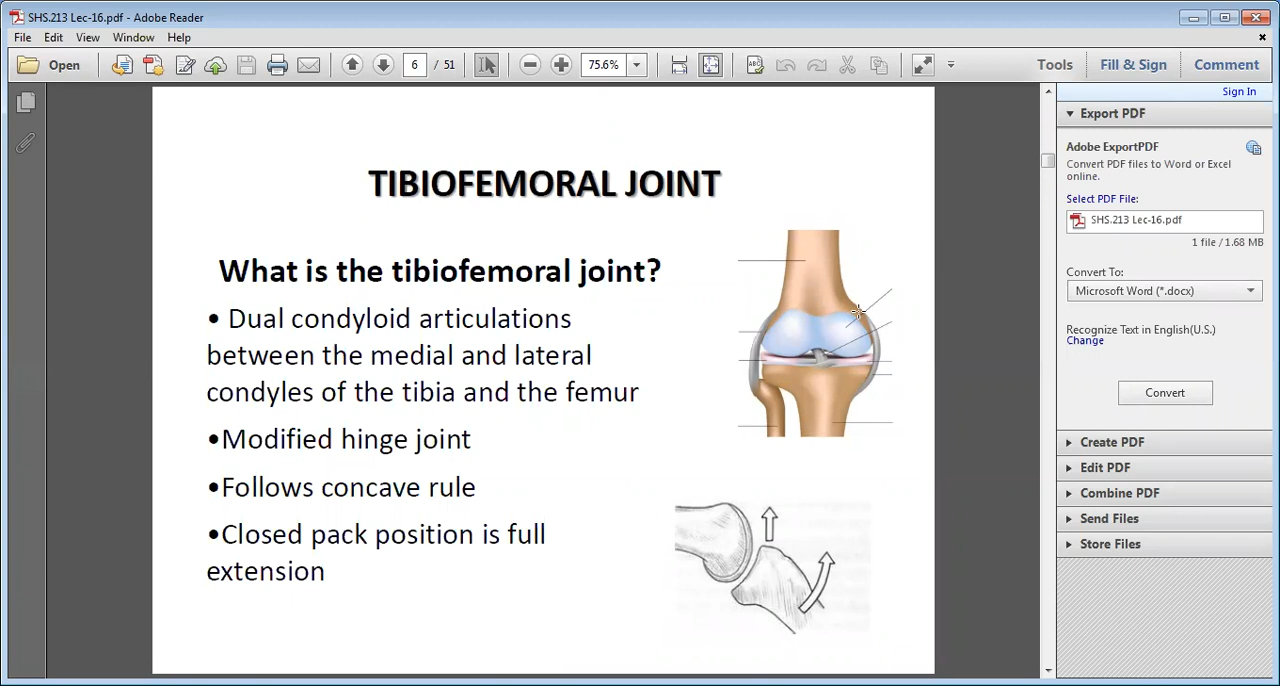 SHS.213 Lec-16.pdf - Adobe Reader
File Edit View Window Help
Open 6 / 51 75.6% Tools Fill & Sign Comment
Sign In
Export PDF
Adobe ExportPDF
Convert PDF files to Word or Excel
online.
Select PDF File:
SHS.213 Lec-16.pdf
1 file / 1.68 MB
Convert To:
Microsoft Word (*.docx)
Recognize Text in English(U.S.)
Change
Convert
Create PDF
Edit PDF
Combine PDF
Send Files
Store Files
TIBIOFEMORAL JOINT
What is the tibiofemoral joint?
• Dual condyloid articulations
between the medial and lateral
condyles of the tibia and the femur
•Modified hinge joint
•Follows concave rule
•Closed pack position is full
extension